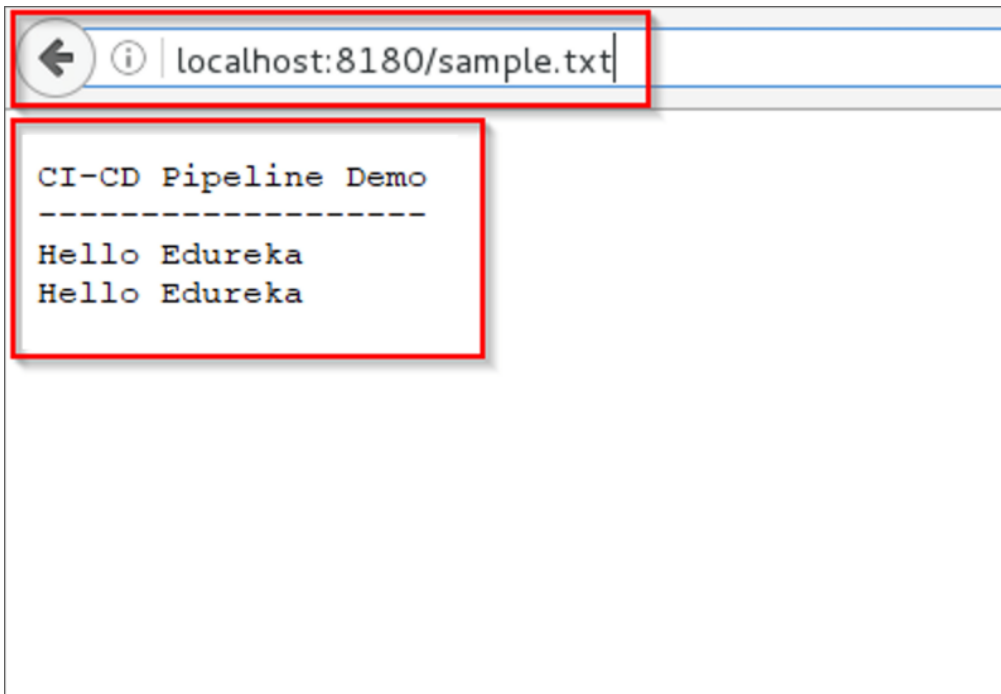 localhost:8180/sample.txt
CI-CD Pipeline Demo
-------------------
Hello Edureka
Hello Edureka